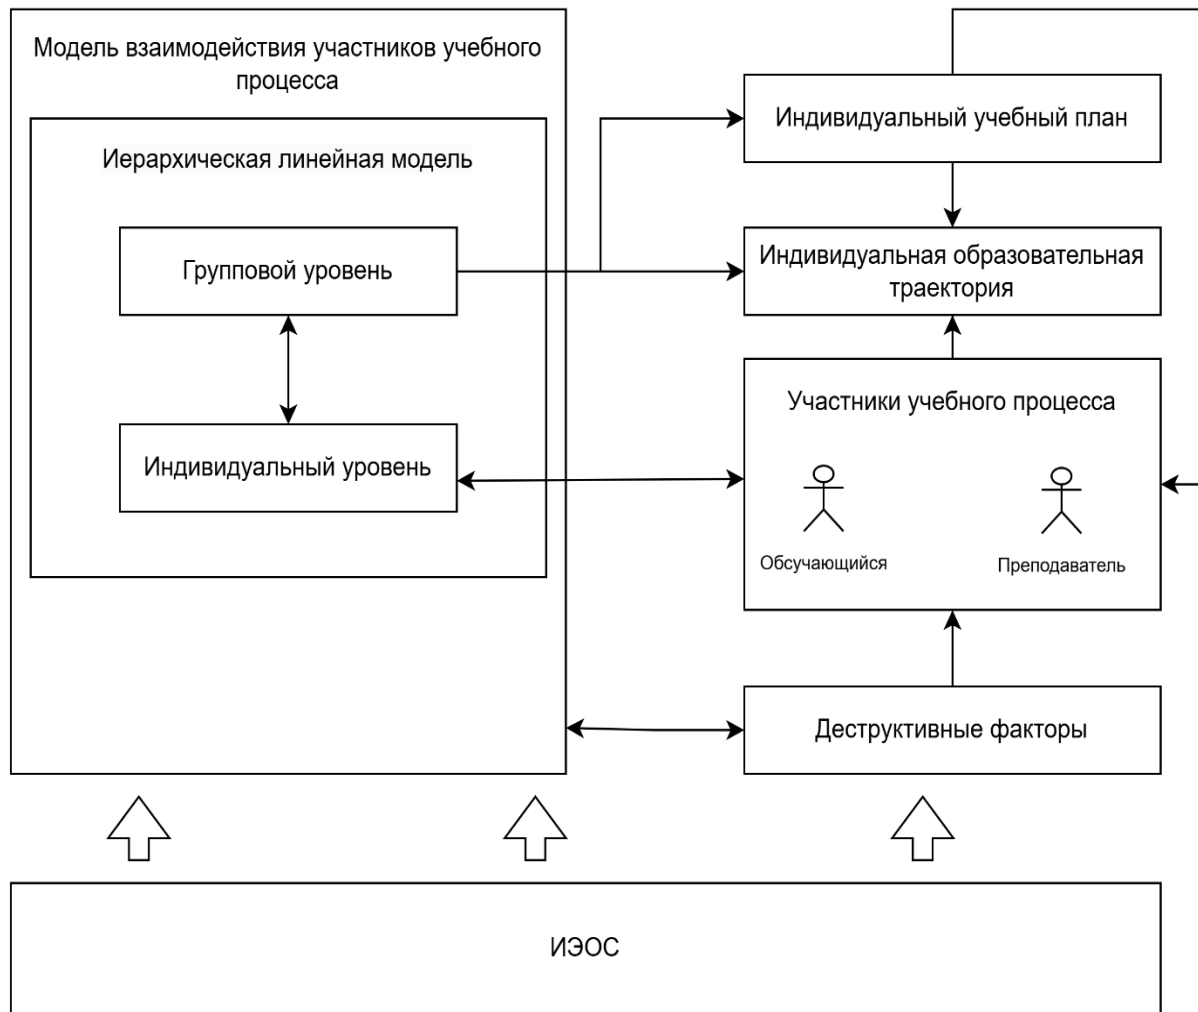 Модель взаимодействия участников учебного
процесса
Иерархическая линейная модель
Групповой уровень
Индивидуальный уровень
Индивидуальный учебный план
Индивидуальная образовательная
траектория
Участники учебного процесса
Обсучающийся
Преподаватель
Деструктивные факторы
ИЭОС